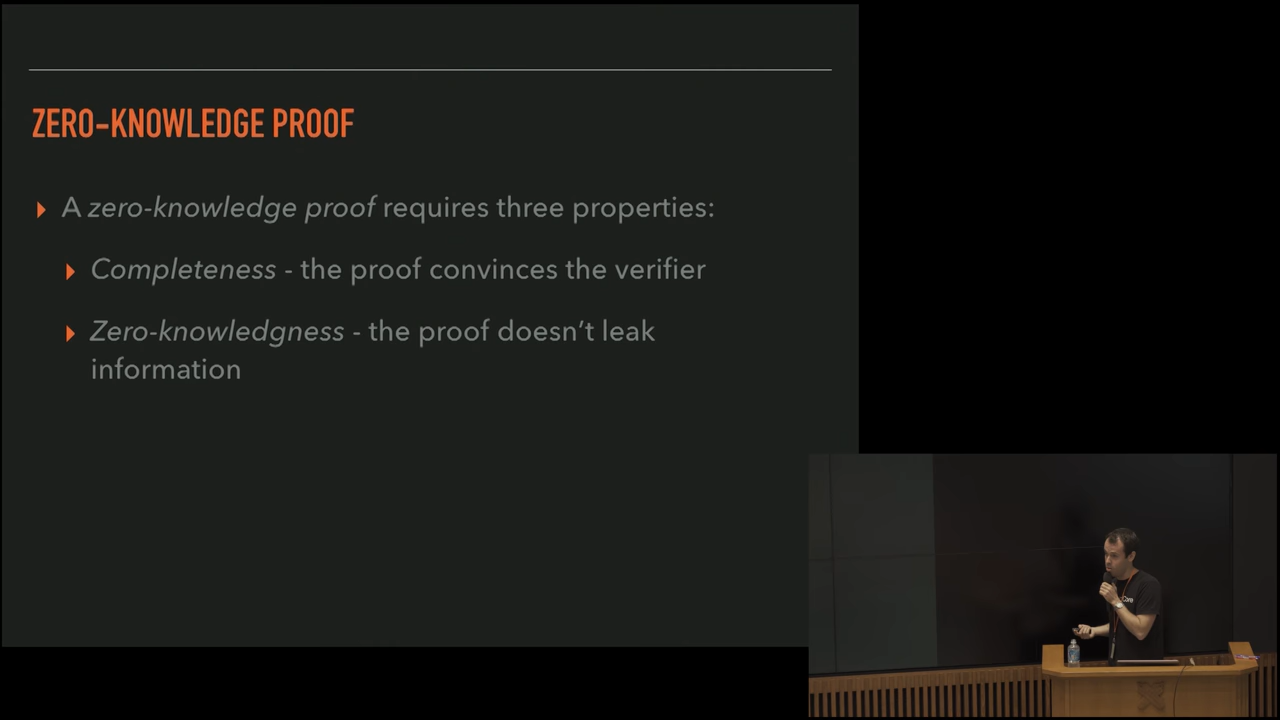 ZERO-KNOWLEDGE PROOF
A zero-knowledge proof requires three properties:
Completeness - the proof convinces the verifier
Zero-knowledgness - the proof doesn't leak
information